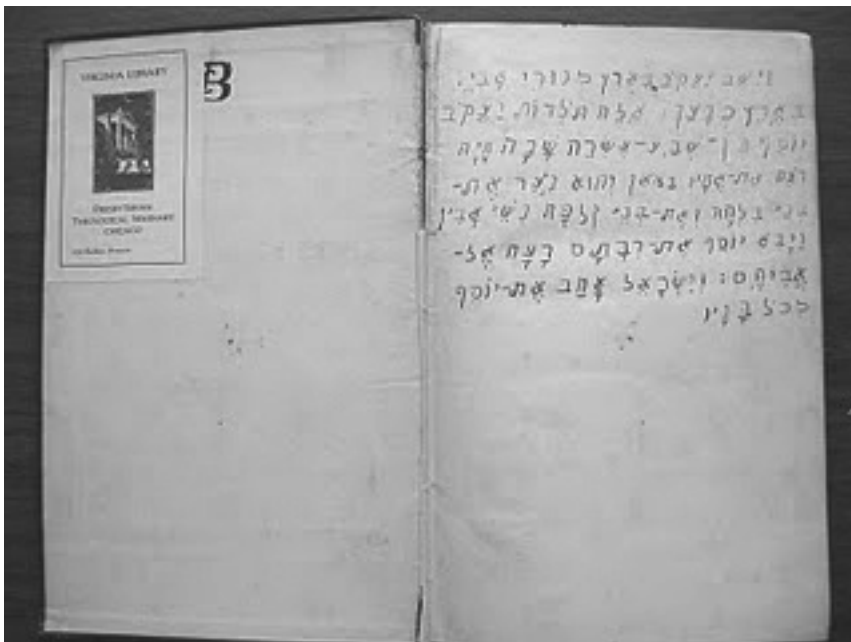 VIRGINIA LIBRARY
PRESBYTERIAN
THEOLOGICAL SEMINARY
CHICAGO
B
וישב יעקב בארץ מגורי אביו
בארץ כנען: אלה תלדות יעקב
יוסף בן-שבע-עשרה שנה היה
רעה את-אחיו בצאן והוא נער את-
בני בלהה ואת-בני זלפה נשי אביו
ויבא יוסף את-דבתם רעה אל-
אביהם: וישראל אהב את-יוסף
מכל בניו